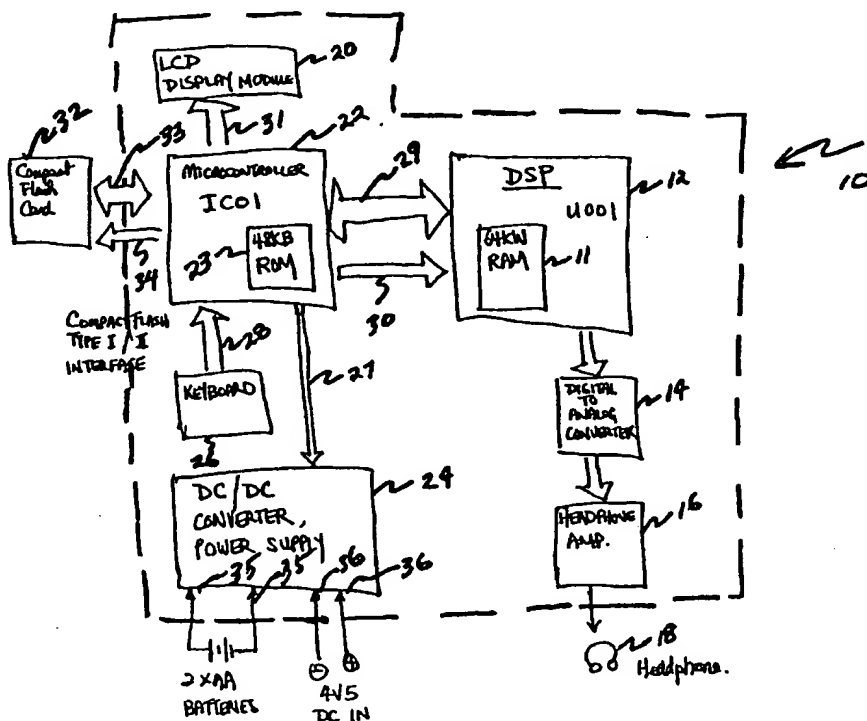 LCD
DISPLAY MODULE
20
31
22
32
33
Compact
Flash
Card
34
COMPACT FLASH
TYPE I / II
INTERFACE
MICROCONTROLLER
IC01
23
48KB
ROM
29
30
DSP
U001
12
64KW
RAM
11
10
28
27
KEYBOARD
26
DIGITAL
TO
ANALOG
CONVERTER
14
DC/DC
CONVERTER,
POWER SUPPLY
24
35
35
36
36
HEADPHONE
AMP.
16
2 XAA
BATTERIES
⊖
⊕
4V5
DC IN
18
Headphone.